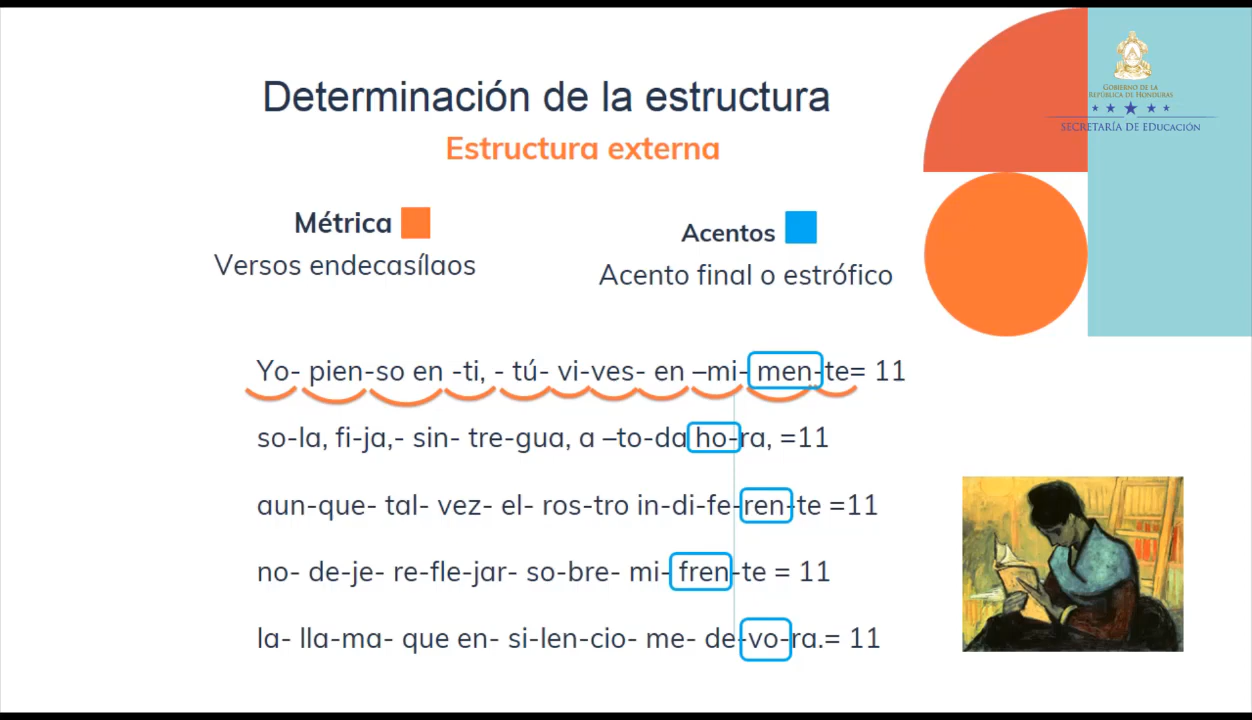 GOBIERNO DE LA
REPÚBLICA DE HONDURAS
SECRETARÍA DE EDUCACIÓN
Determinación de la estructura
Estructura externa
Métrica
Versos endecasílaos
Acentos
Acento final o estrófico
Yo- pien-so en -ti, - tú- vi-ves- en –mi- men-te= 11
so-la, fi-ja,- sin- tre-gua, a –to-da ho-ra, =11
aun-que- tal- vez- el- ros-tro in-di-fe-ren-te =11
no- de-je- re-fle-jar- so-bre- mi- fren-te = 11
la- lla-ma- que en- si-len-cio- me- de-vo-ra.= 11